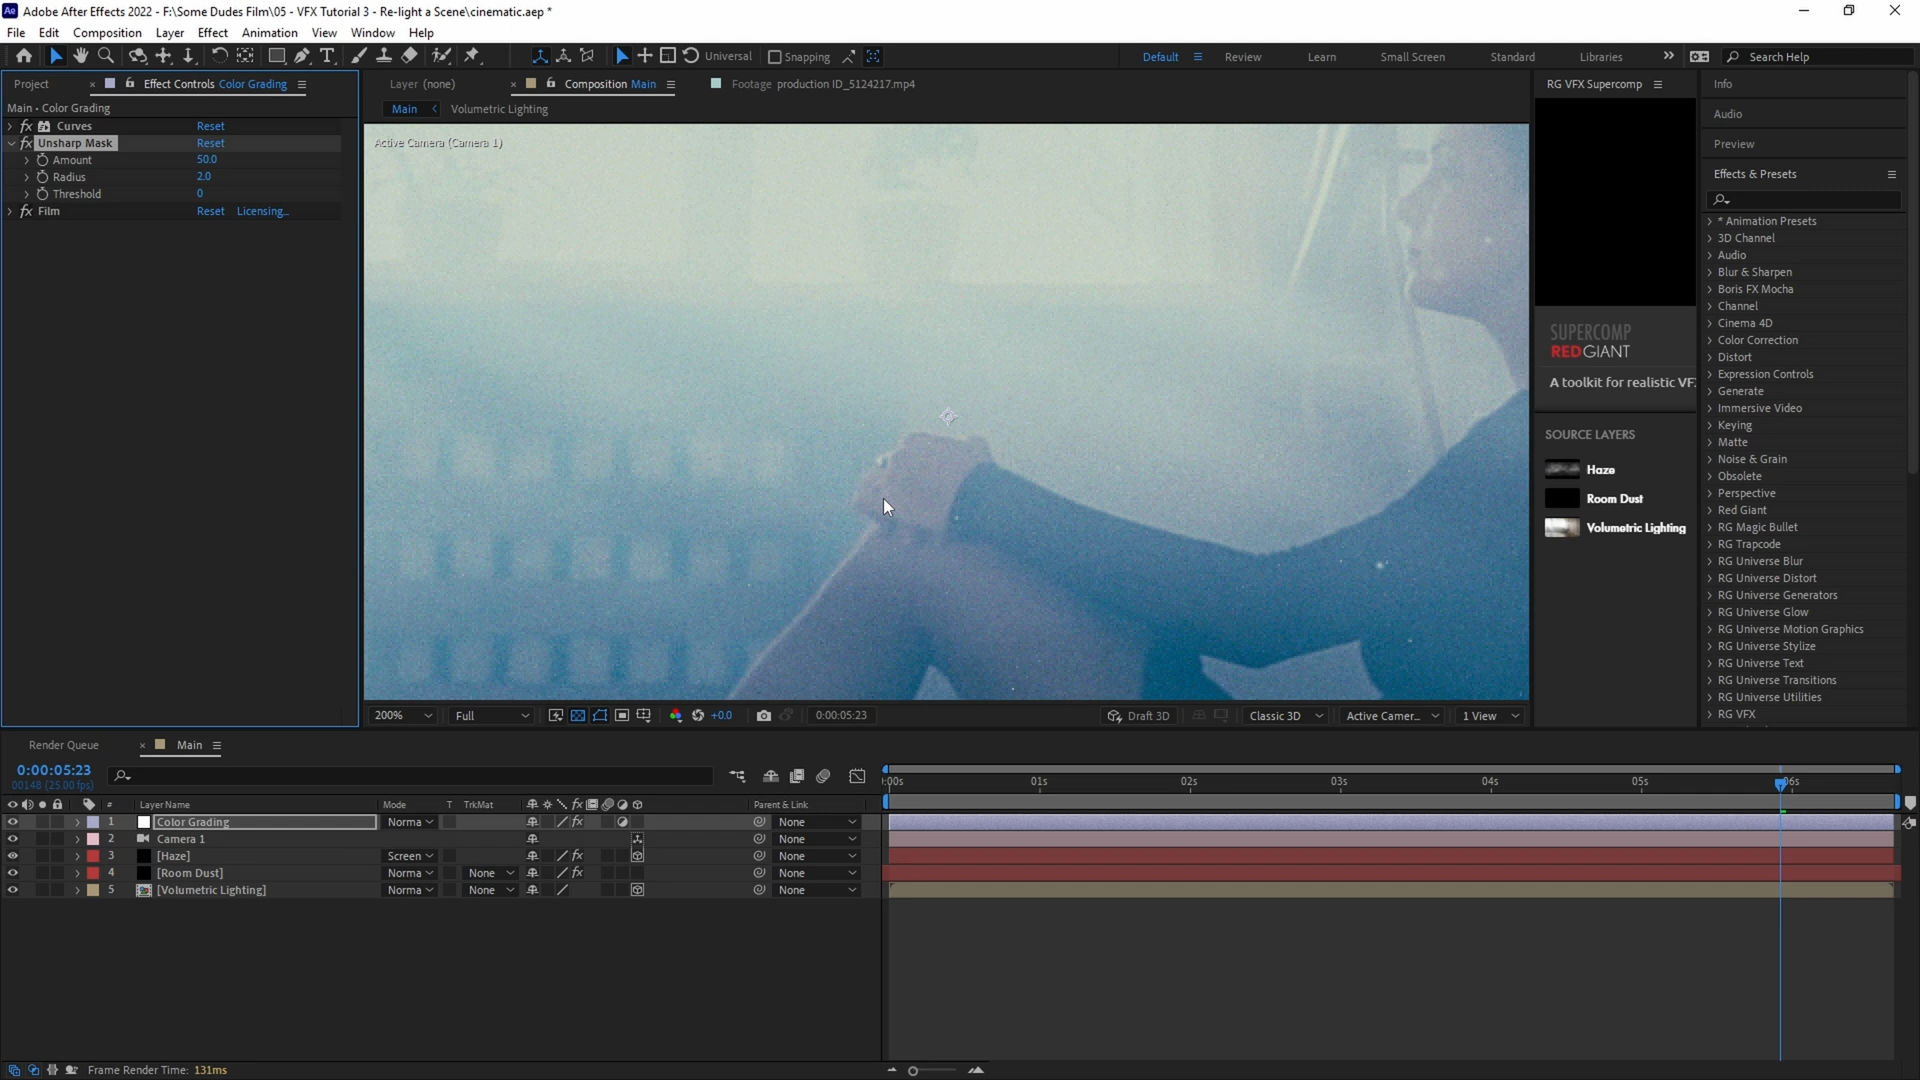 Adobe After Effects 2022 - F:\Some Dudes Film\05 - VFX Tutorial 3 - Re-light a Scene\cinematic.aep *
File Edit Composition Layer Effect Animation View Window Help
Universal Snapping Default Review Learn Small Screen Standard Libraries Search Help
Project Effect Controls Color Grading
Layer (none) Composition Main Footage production ID_5124217.mp4
RG VFX Supercomp
Info
Main • Color Grading
Main Volumetric Lighting
Audio
Curves Reset
Unsharp Mask Reset
Active Camera (Camera 1)
Preview
Amount 50.0
Radius 2.0
Effects & Presets
Threshold 0
Film Reset Licensing...
* Animation Presets
3D Channel
Audio
Blur & Sharpen
Boris FX Mocha
Channel
Cinema 4D
SUPERCOMP
Color Correction
REDGIANT
Distort
Expression Controls
A toolkit for realistic VF
Generate
Immersive Video
Keying
SOURCE LAYERS
Matte
Noise & Grain
Haze
Obsolete
Perspective
Room Dust
Red Giant
Volumetric Lighting
RG Magic Bullet
RG Trapcode
RG Universe Blur
RG Universe Distort
RG Universe Generators
RG Universe Glow
RG Universe Motion Graphics
RG Universe Stylize
RG Universe Text
RG Universe Transitions
RG Universe Utilities
RG VFX
200% Full +0.0 0:00:05:23 Draft 3D Classic 3D Active Camer... 1 View
Render Queue Main
0:00:05:23
00148 (25.00 fps)
:00s 01s 02s 03s 04s 05s 06s
# Layer Name Mode T TrkMat Parent & Link
1 Color Grading Norma None
2 Camera 1 None
3 [Haze] Screen None
4 [Room Dust] Norma None None
5 [Volumetric Lighting] Norma None None
Frame Render Time: 131ms